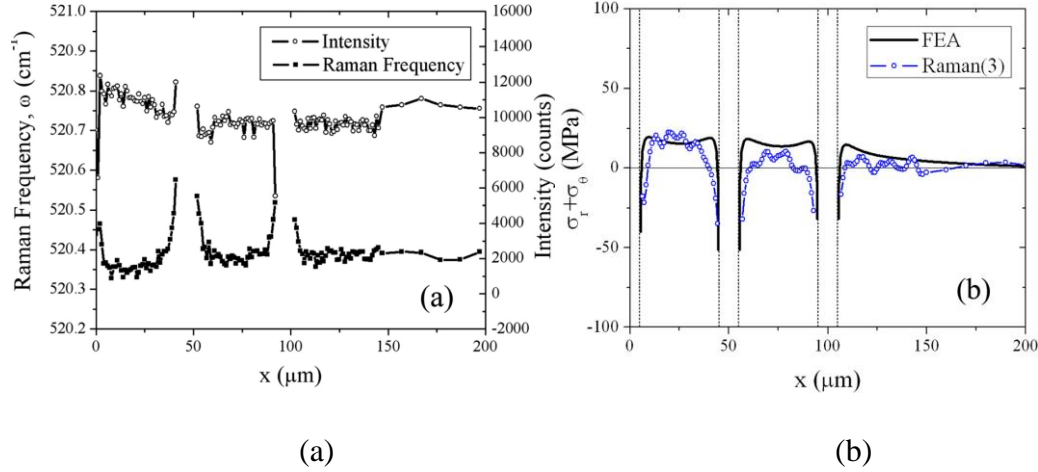 (a)
521.0
520.9
520.8
520.7
520.6
520.5
520.4
520.3
520.2
Raman Frequency, ω (cm⁻¹)
Intensity
Raman Frequency
(a)
0
50
100
150
200
x (μm)
16000
14000
12000
10000
8000
6000
4000
2000
0
-2000
Intensity (counts)
(b)
100
50
0
-50
-100
σr+σθ (MPa)
FEA
Raman(3)
(b)
0
50
100
150
200
x (μm)
(a)
(b)